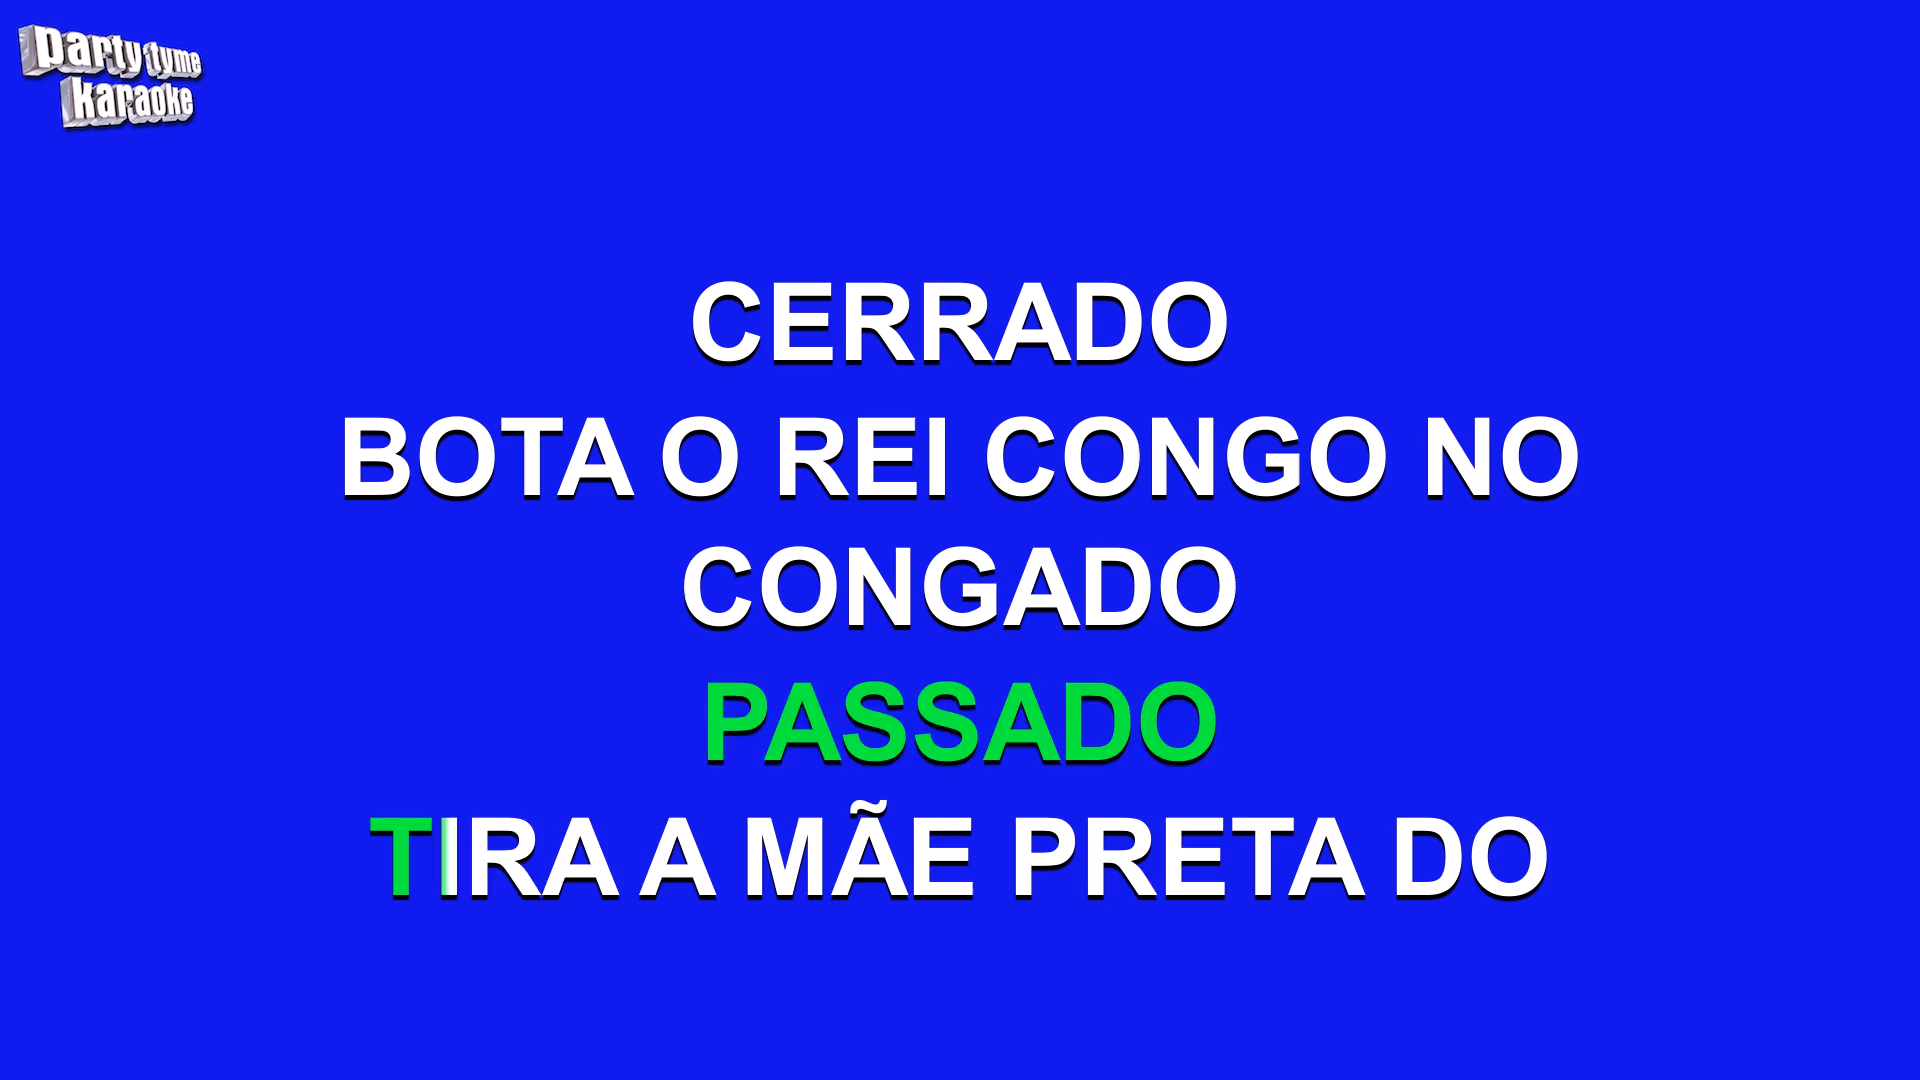 party tyme
karaoke
CERRADO
BOTA O REI CONGO NO
CONGADO
PASSADO
TIRA A MÃE PRETA DO